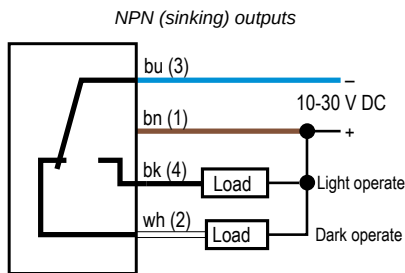 NPN (sinking) outputs
bu (3)
–
10-30 V DC
bn (1)
+
bk (4)
Load
Light operate
wh (2)
Load
Dark operate